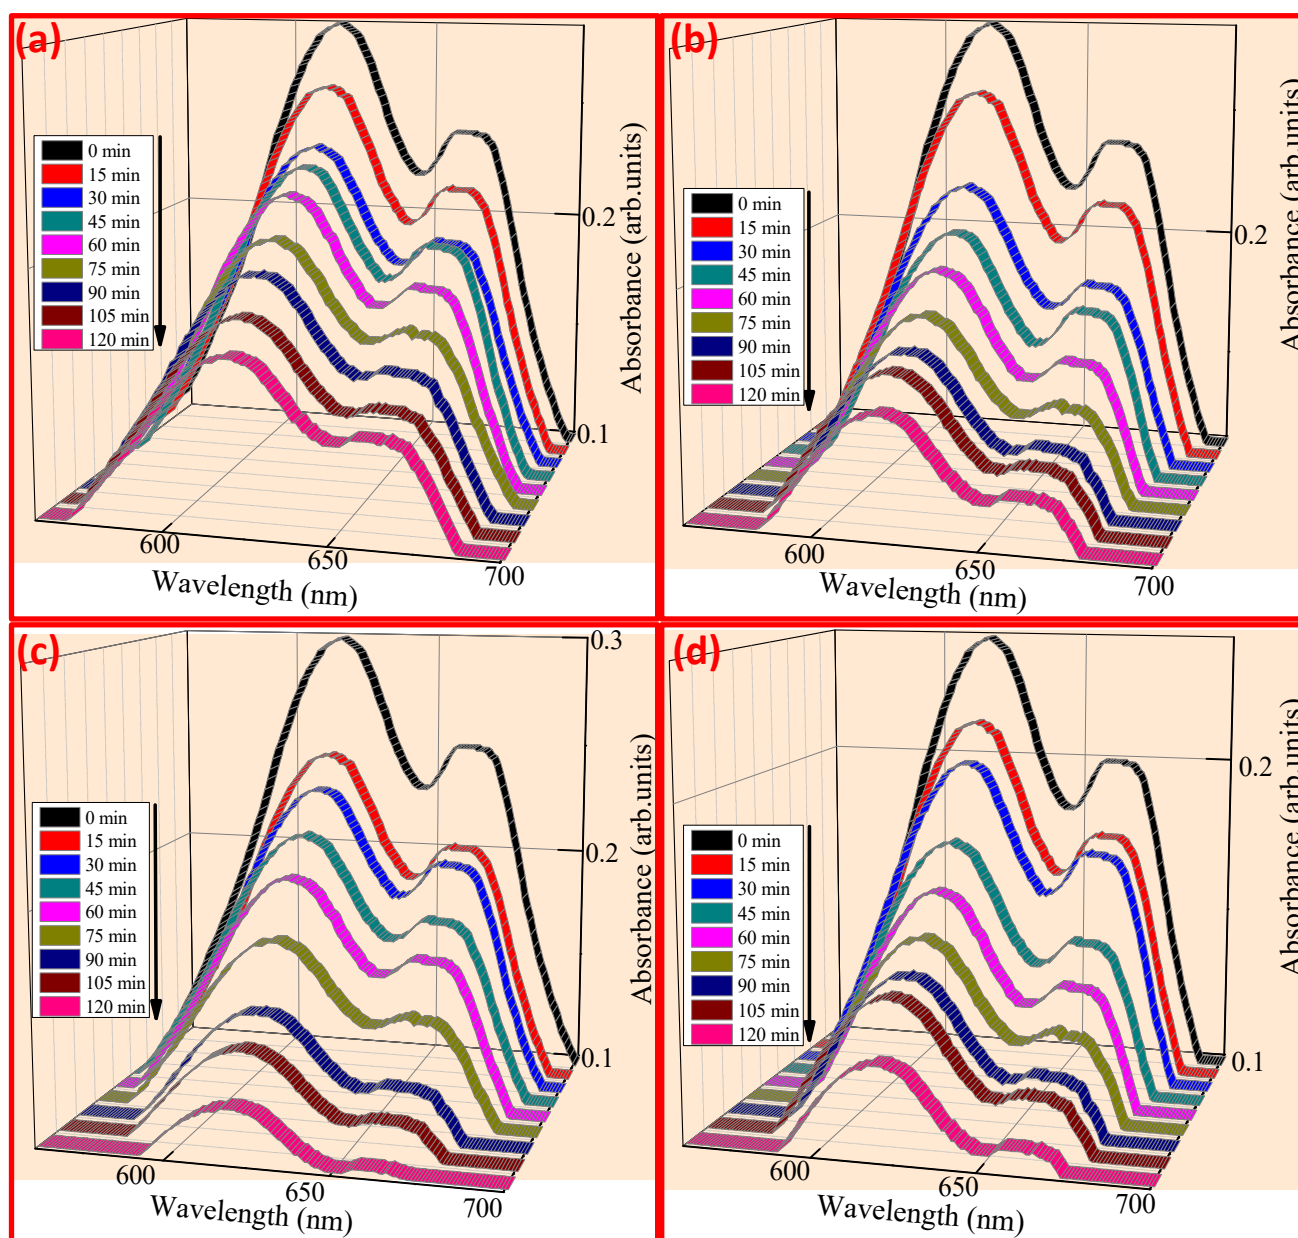 (a)
0 min
15 min
30 min
45 min
60 min
75 min
90 min
105 min
120 min
0.2
0.1
Absorbance (arb.units)
600
650
700
Wavelength (nm)
(b)
0 min
15 min
30 min
45 min
60 min
75 min
90 min
105 min
120 min
0.2
Absorbance (arb.units)
600
650
700
Wavelength (nm)
(c)
0 min
15 min
30 min
45 min
60 min
75 min
90 min
105 min
120 min
0.3
0.2
0.1
Absorbance (arb.units)
600
650
700
Wavelength (nm)
(d)
0 min
15 min
30 min
45 min
60 min
75 min
90 min
105 min
120 min
0.2
0.1
Absorbance (arb.units)
600
650
700
Wavelength (nm)